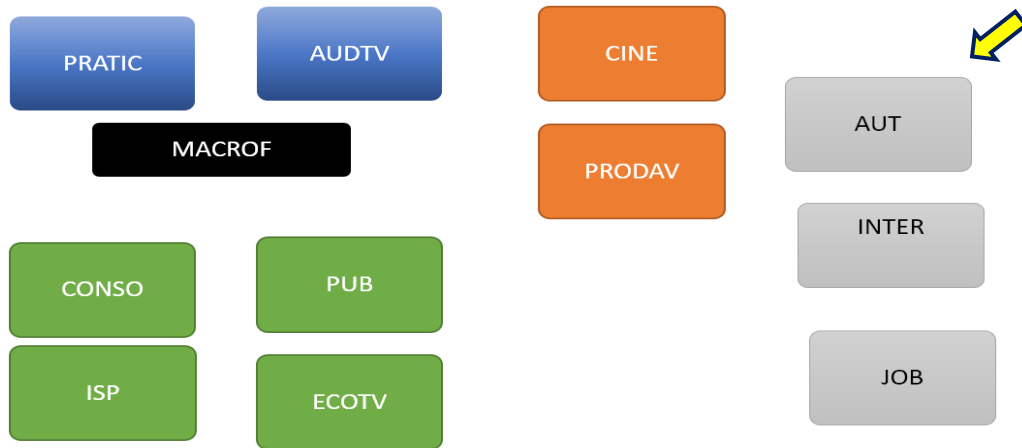 PRATIC
AUDTV
MACROF
CINE
PRODAV
AUT
INTER
JOB
CONSO
PUB
ISP
ECOTV